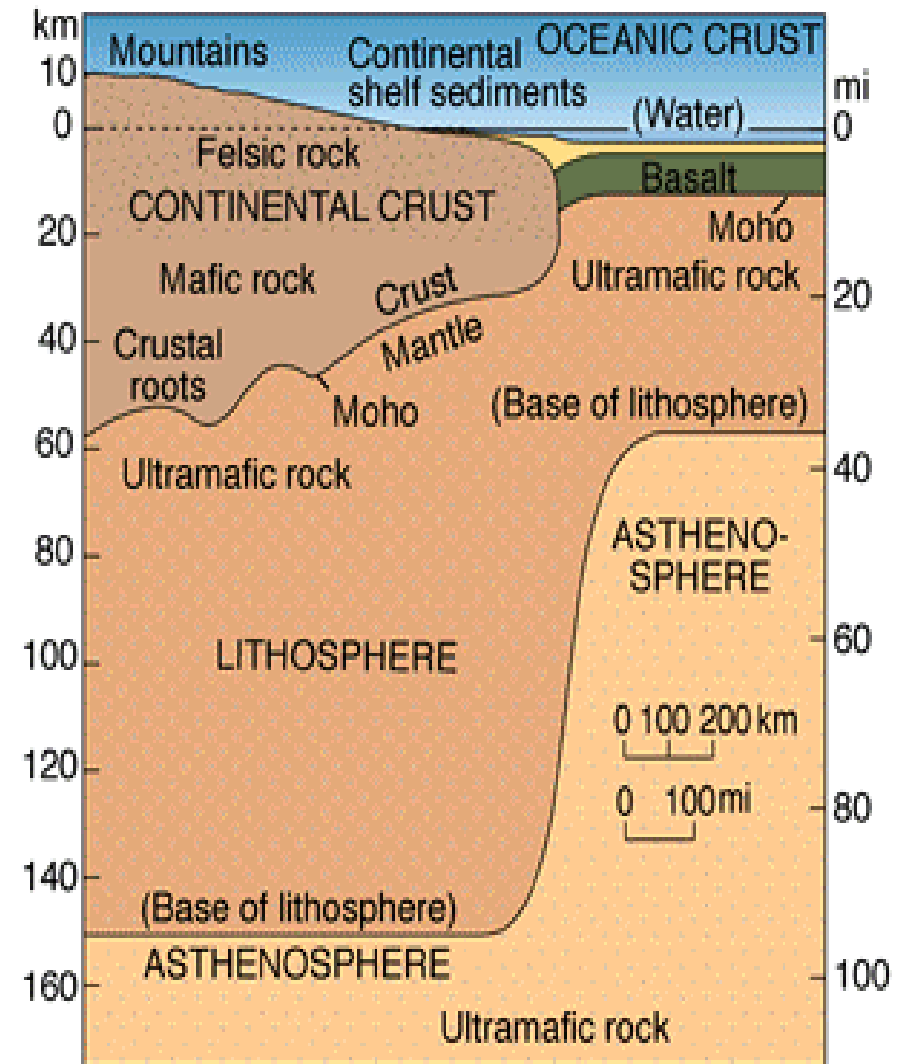 km
Mountains
Continental
shelf sediments
OCEANIC CRUST
10
mi
0
(Water)
0
Felsic rock
CONTINENTAL CRUST
Basalt
Moho
20
Mafic rock
Ultramafic rock
20
Crust
Mantle
40
Crustal
roots
Moho
(Base of lithosphere)
60
Ultramafic rock
40
80
ASTHENO-
SPHERE
100
LITHOSPHERE
60
0 100 200 km
120
0 100 mi
80
140
(Base of lithosphere)
ASTHENOSPHERE
160
100
Ultramafic rock